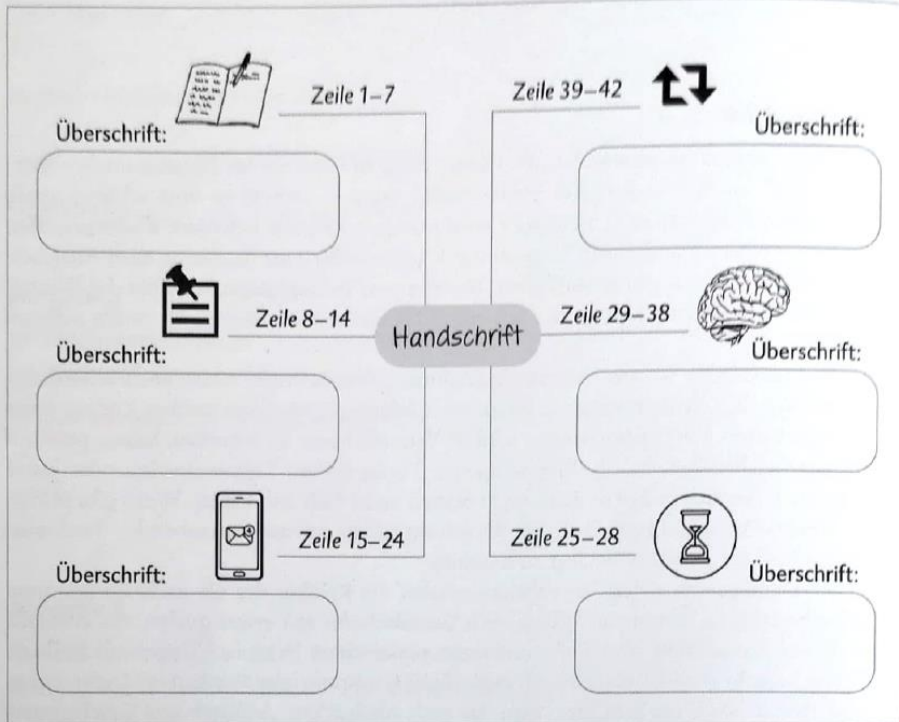 Zeile 1–7
Zeile 39–42
Überschrift:
Überschrift:
Zeile 8–14
Handschrift
Zeile 29–38
Überschrift:
Überschrift:
Zeile 15–24
Zeile 25–28
Überschrift:
Überschrift: